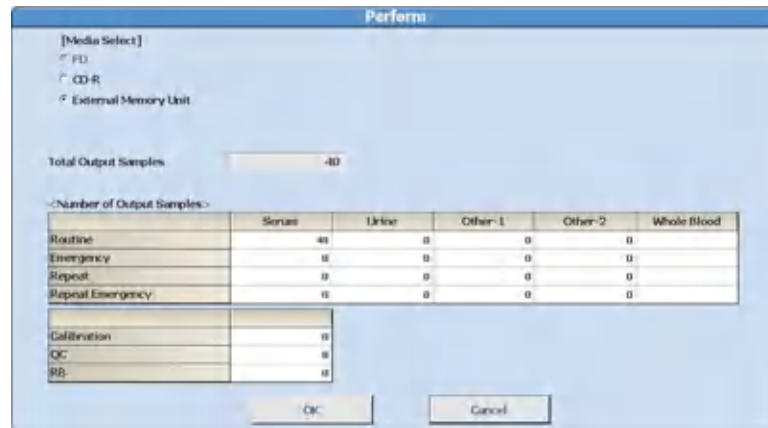 Perform
[Media Select]
FD
CD-R
External Memory Unit
Total Output Samples 40
<Number of Output Samples>
Serum Urine Other-1 Other-2 Whole Blood
Routine 40 0 0 0
Emergency 0 0 0 0
Repeat 0 0 0 0
Repeat Emergency 0 0 0 0
Calibration 0
QC 0
RB 0
OK Cancel